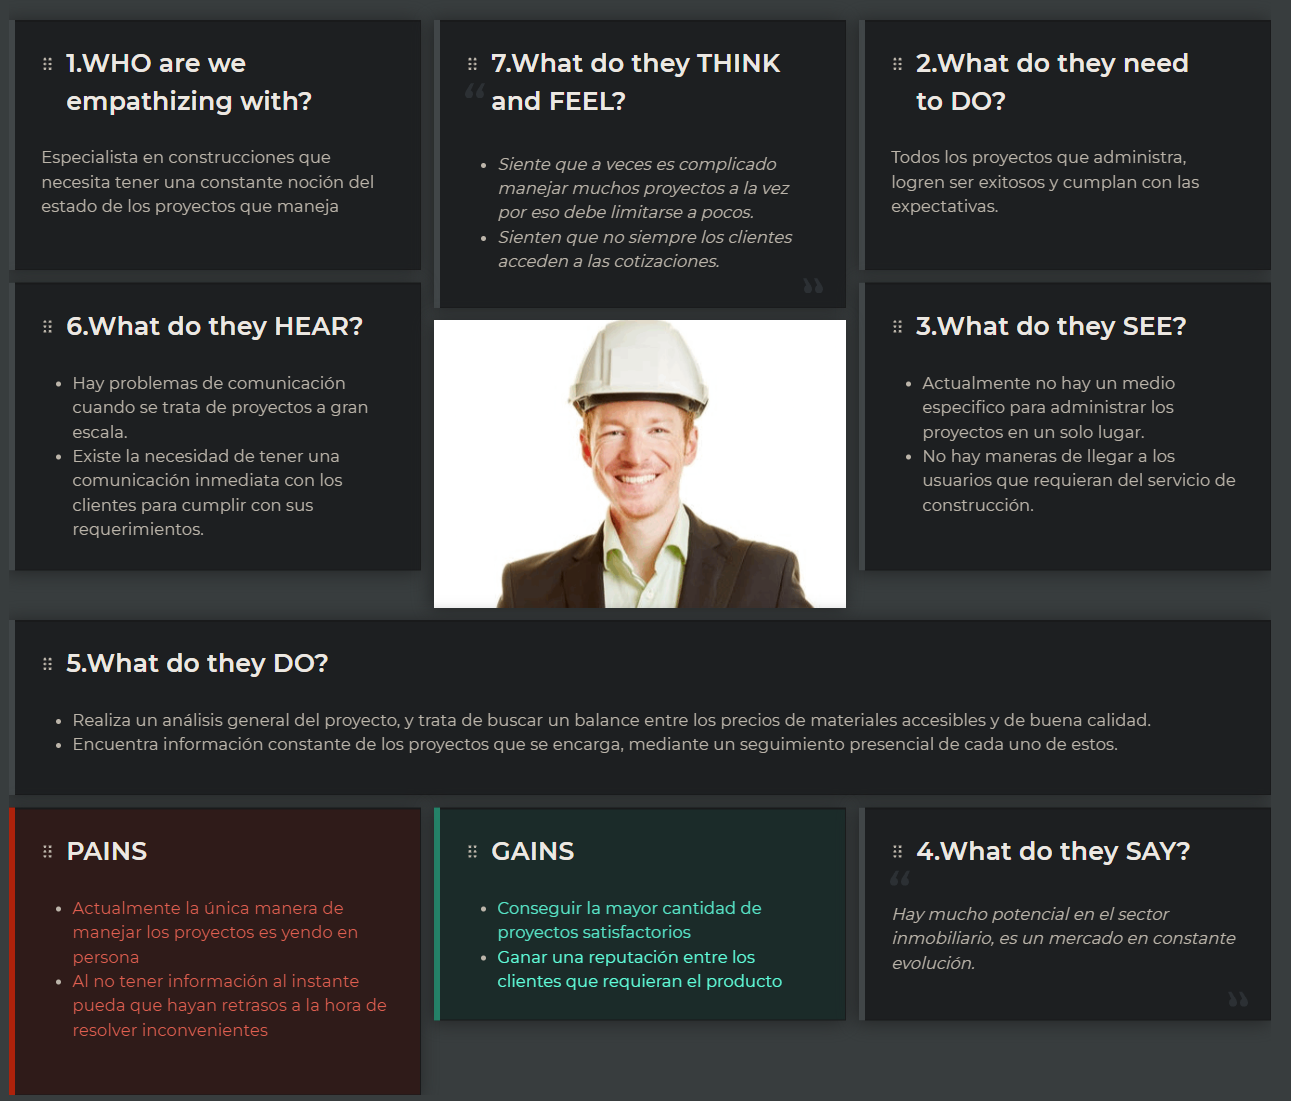 1.WHO are we
empathizing with?
Especialista en construcciones que
necesita tener una constante noción del
estado de los proyectos que maneja
7.What do they THINK
“ and FEEL?
• Siente que a veces es complicado
manejar muchos proyectos a la vez
por eso debe limitarse a pocos.
• Sienten que no siempre los clientes
acceden a las cotizaciones.
”
2.What do they need
to DO?
Todos los proyectos que administra,
logren ser exitosos y cumplan con las
expectativas.
6.What do they HEAR?
• Hay problemas de comunicación
cuando se trata de proyectos a gran
escala.
• Existe la necesidad de tener una
comunicación inmediata con los
clientes para cumplir con sus
requerimientos.
3.What do they SEE?
• Actualmente no hay un medio
especifico para administrar los
proyectos en un solo lugar.
• No hay maneras de llegar a los
usuarios que requieran del servicio de
construcción.
5.What do they DO?
• Realiza un análisis general del proyecto, y trata de buscar un balance entre los precios de materiales accesibles y de buena calidad.
• Encuentra información constante de los proyectos que se encarga, mediante un seguimiento presencial de cada uno de estos.
PAINS
• Actualmente la única manera de
manejar los proyectos es yendo en
persona
• Al no tener información al instante
pueda que hayan retrasos a la hora de
resolver inconvenientes
GAINS
• Conseguir la mayor cantidad de
proyectos satisfactorios
• Ganar una reputación entre los
clientes que requieran el producto
4.What do they SAY?
“
Hay mucho potencial en el sector
inmobiliario, es un mercado en constante
evolución.
”